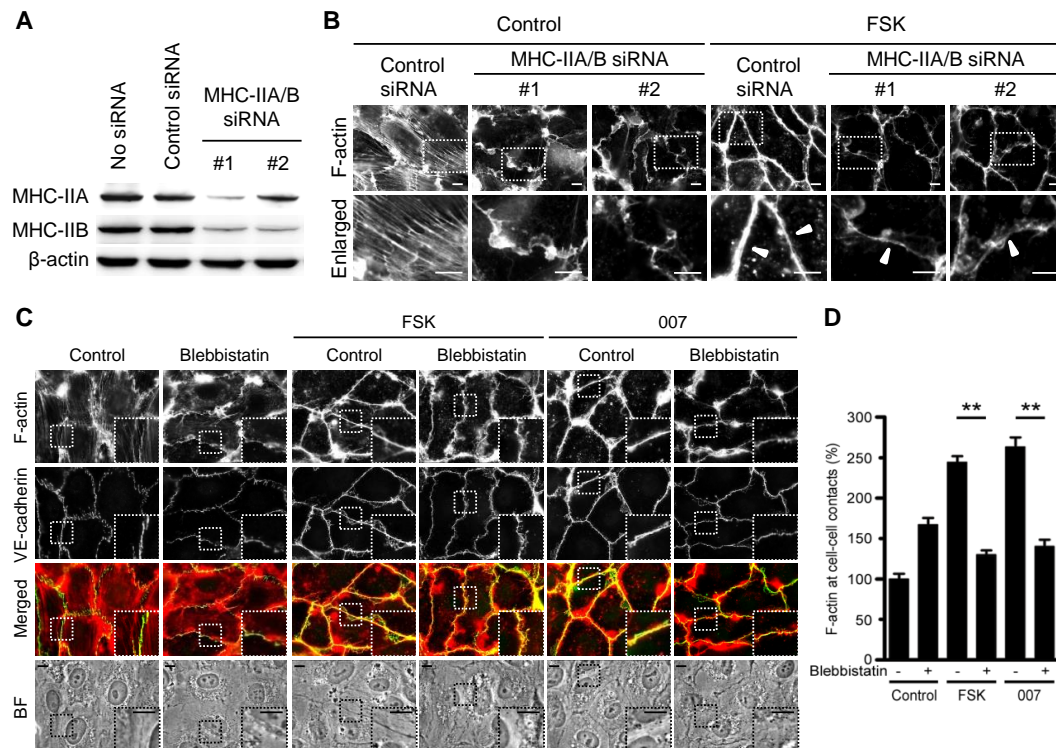 A
No siRNA
Control siRNA
MHC-IIA/B
siRNA
#1 #2
MHC-IIA
MHC-IIB
β-actin
B
Control FSK
Control
siRNA
MHC-IIA/B siRNA
#1 #2
Control
siRNA
MHC-IIA/B siRNA
#1 #2
F-actin
Enlarged
C
FSK 007
Control Blebbistatin Control Blebbistatin Control Blebbistatin
F-actin
VE-cadherin
Merged
BF
D
F-actin at cell-cell contacts (%)
300
250
200
150
100
50
0
** **
Blebbistatin - + - + - +
Control FSK 007